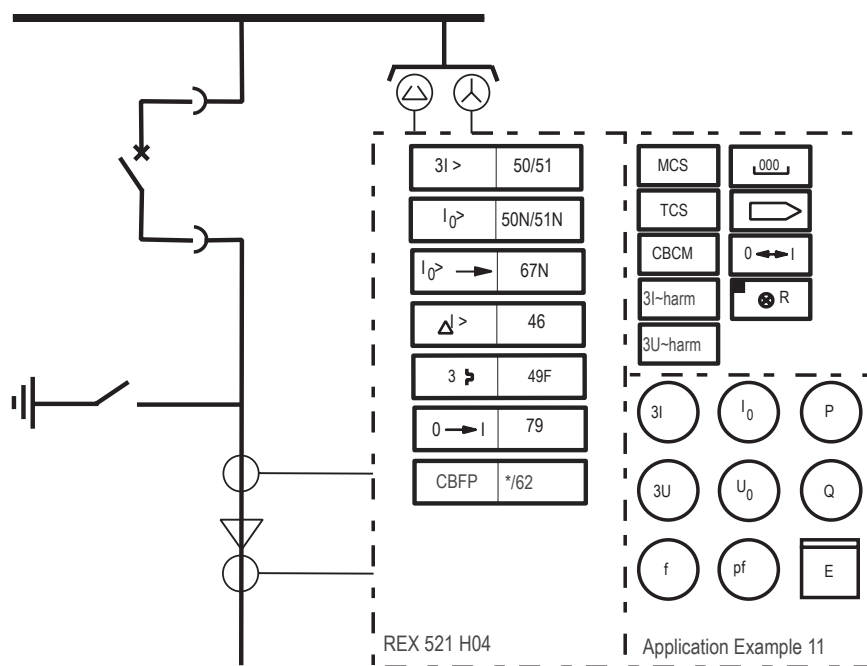 3I > 50/51
I0> 50N/51N
I0> 67N
ΔI > 46
3 49F
0 I 79
CBFP */62
MCS 000
TCS
CBCM 0 I
3I~harm R
3U~harm
3I I0 P
3U U0 Q
f pf E
REX 521 H04
Application Example 11